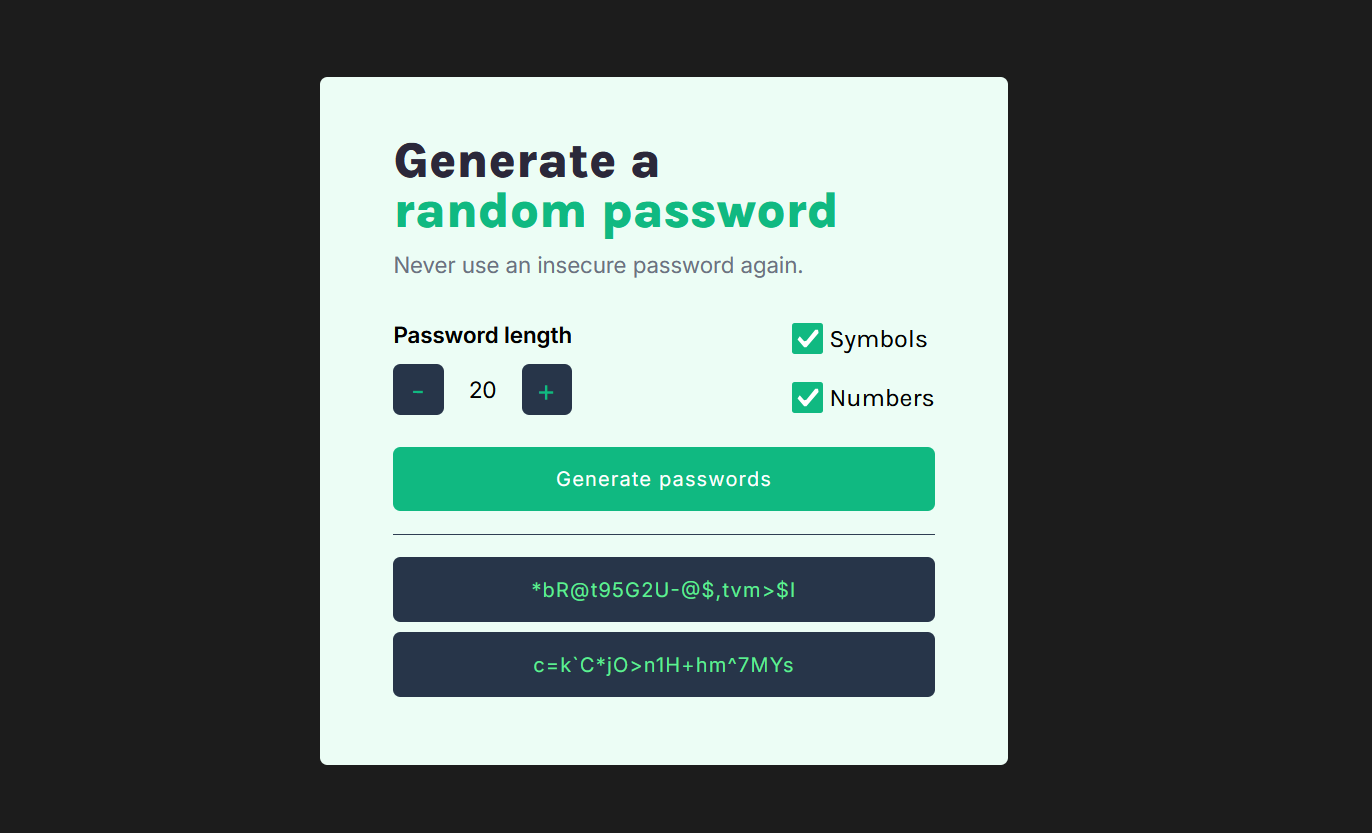 Generate a
random password
Never use an insecure password again.
Password length
Symbols
- 20 +
Numbers
Generate passwords
*bR@t95G2U-@$,tvm>$I
c=k`C*jO>n1H+hm^7MYs